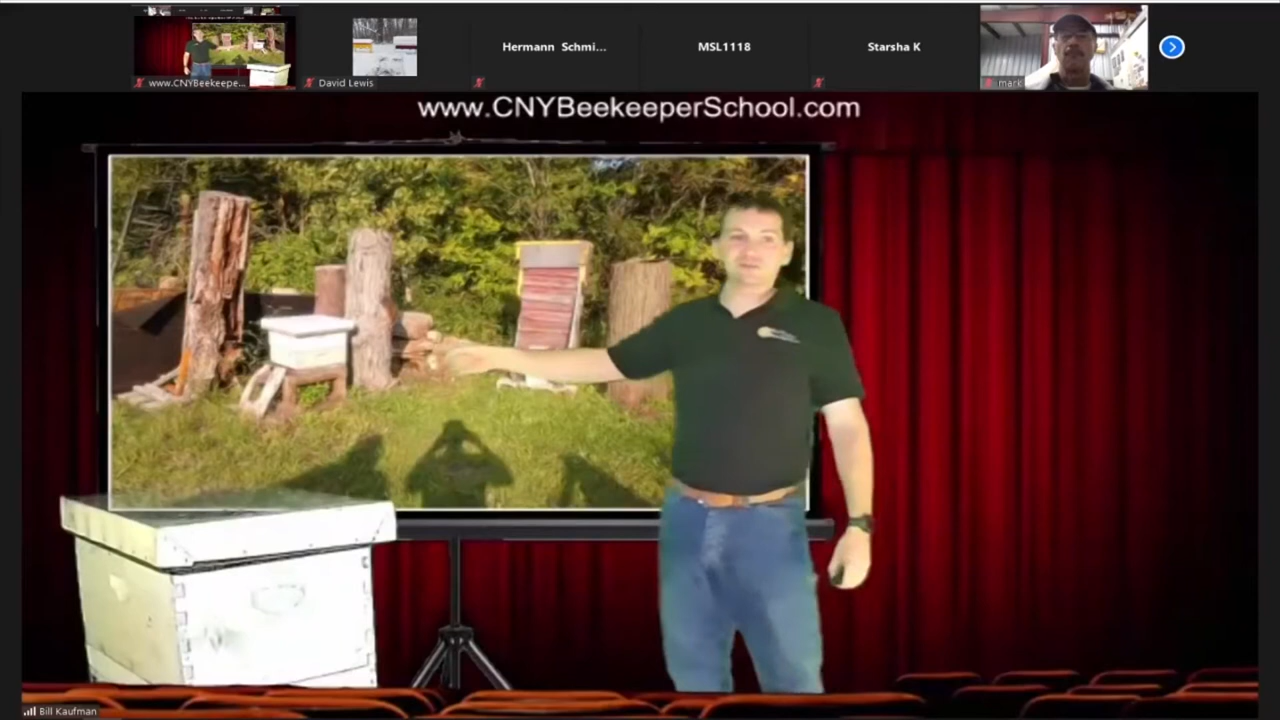 www.CNYBeekeepe...
David Lewis
Hermann Schmi...
MSL1118
Starsha K
mark
www.CNYBeekeeperSchool.com
Bill Kaufman